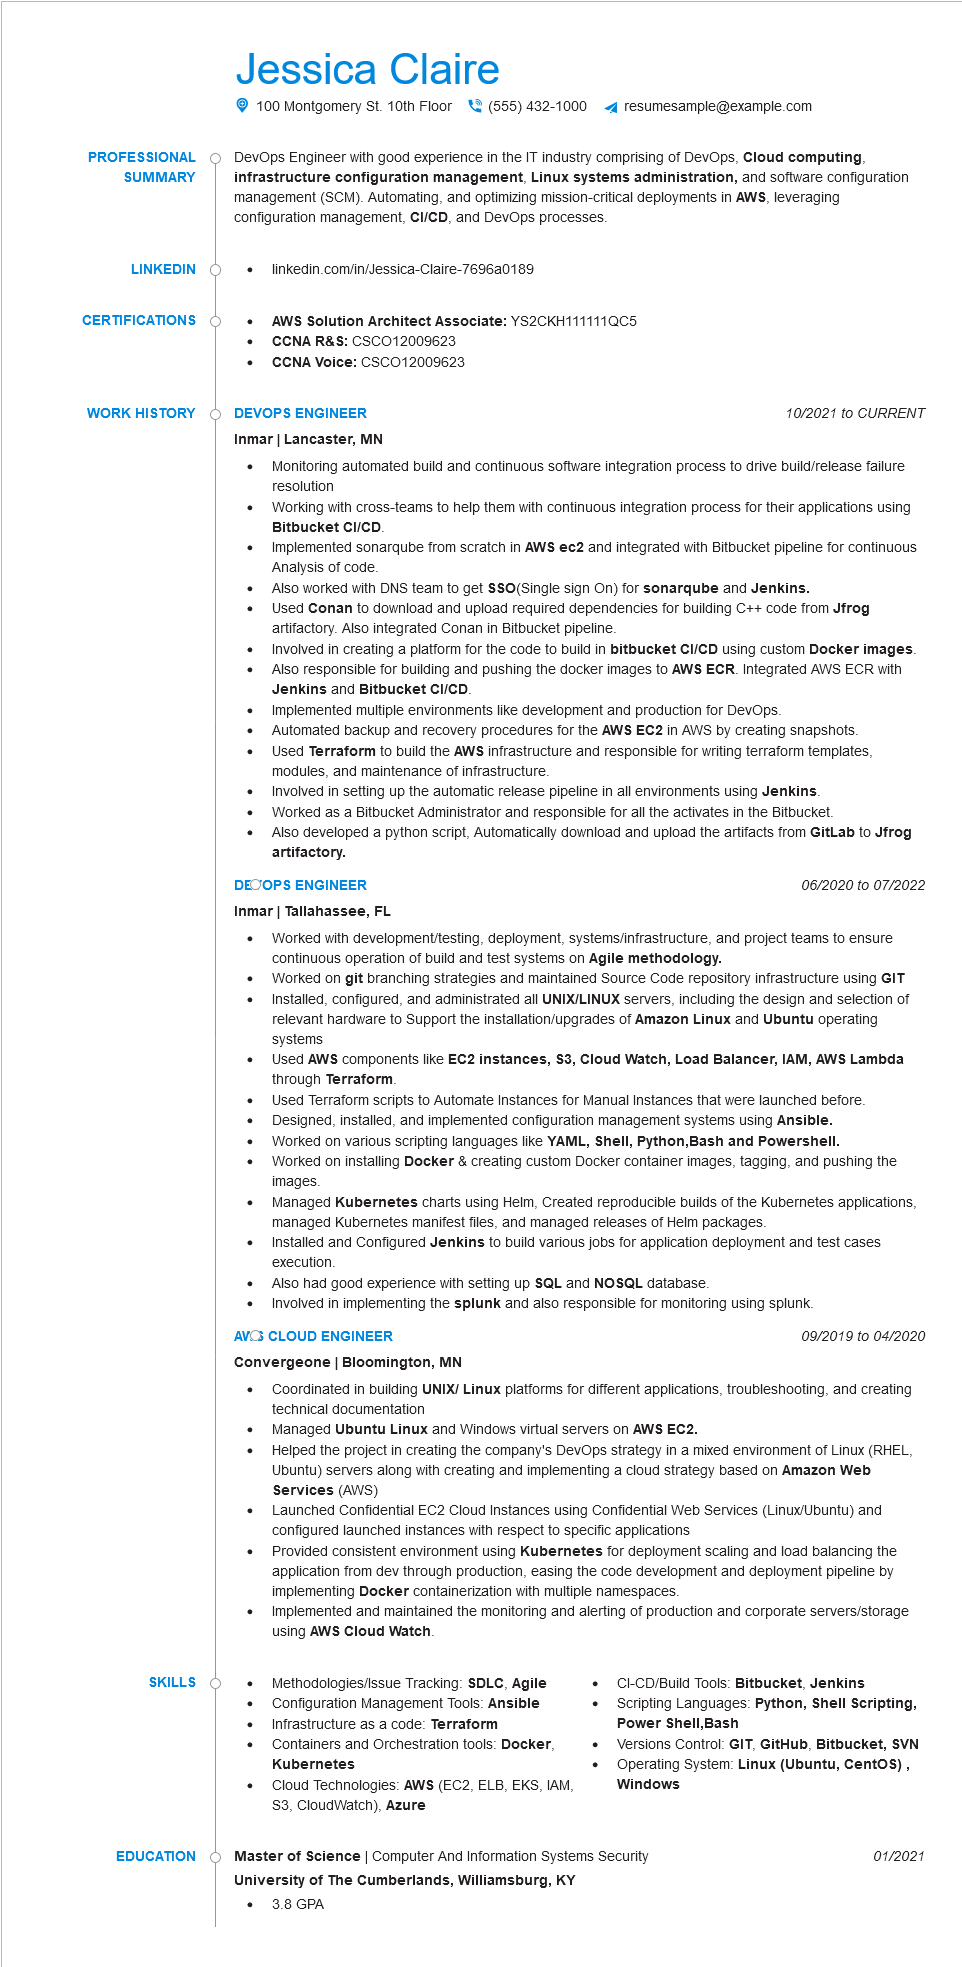 Jessica Claire
100 Montgomery St. 10th Floor (555) 432-1000 resumesample@example.com
PROFESSIONAL SUMMARY
DevOps Engineer with good experience in the IT industry comprising of DevOps, Cloud computing,
infrastructure configuration management, Linux systems administration, and software configuration
management (SCM). Automating, and optimizing mission-critical deployments in AWS, leveraging
configuration management, CI/CD, and DevOps processes.
LINKEDIN
• linkedin.com/in/Jessica-Claire-7696a0189
CERTIFICATIONS
• AWS Solution Architect Associate: YS2CKH111111QC5
• CCNA R&S: CSCO12009623
• CCNA Voice: CSCO12009623
WORK HISTORY
DEVOPS ENGINEER 10/2021 to CURRENT
Inmar | Lancaster, MN
• Monitoring automated build and continuous software integration process to drive build/release failure
resolution
• Working with cross-teams to help them with continuous integration process for their applications using
Bitbucket CI/CD.
• Implemented sonarqube from scratch in AWS ec2 and integrated with Bitbucket pipeline for continuous
Analysis of code.
• Also worked with DNS team to get SSO(Single sign On) for sonarqube and Jenkins.
• Used Conan to download and upload required dependencies for building C++ code from Jfrog
artifactory. Also integrated Conan in Bitbucket pipeline.
• Involved in creating a platform for the code to build in bitbucket CI/CD using custom Docker images.
• Also responsible for building and pushing the docker images to AWS ECR. Integrated AWS ECR with
Jenkins and Bitbucket CI/CD.
• Implemented multiple environments like development and production for DevOps.
• Automated backup and recovery procedures for the AWS EC2 in AWS by creating snapshots.
• Used Terraform to build the AWS infrastructure and responsible for writing terraform templates,
modules, and maintenance of infrastructure.
• Involved in setting up the automatic release pipeline in all environments using Jenkins.
• Worked as a Bitbucket Administrator and responsible for all the activates in the Bitbucket.
• Also developed a python script, Automatically download and upload the artifacts from GitLab to Jfrog
artifactory.
DEVOPS ENGINEER 06/2020 to 07/2022
Inmar | Tallahassee, FL
• Worked with development/testing, deployment, systems/infrastructure, and project teams to ensure
continuous operation of build and test systems on Agile methodology.
• Worked on git branching strategies and maintained Source Code repository infrastructure using GIT
• Installed, configured, and administrated all UNIX/LINUX servers, including the design and selection of
relevant hardware to Support the installation/upgrades of Amazon Linux and Ubuntu operating
systems
• Used AWS components like EC2 instances, S3, Cloud Watch, Load Balancer, IAM, AWS Lambda
through Terraform.
• Used Terraform scripts to Automate Instances for Manual Instances that were launched before.
• Designed, installed, and implemented configuration management systems using Ansible.
• Worked on various scripting languages like YAML, Shell, Python,Bash and Powershell.
• Worked on installing Docker & creating custom Docker container images, tagging, and pushing the
images.
• Managed Kubernetes charts using Helm, Created reproducible builds of the Kubernetes applications,
managed Kubernetes manifest files, and managed releases of Helm packages.
• Installed and Configured Jenkins to build various jobs for application deployment and test cases
execution.
• Also had good experience with setting up SQL and NOSQL database.
• Involved in implementing the splunk and also responsible for monitoring using splunk.
AWS CLOUD ENGINEER 09/2019 to 04/2020
Convergeone | Bloomington, MN
• Coordinated in building UNIX/ Linux platforms for different applications, troubleshooting, and creating
technical documentation
• Managed Ubuntu Linux and Windows virtual servers on AWS EC2.
• Helped the project in creating the company's DevOps strategy in a mixed environment of Linux (RHEL,
Ubuntu) servers along with creating and implementing a cloud strategy based on Amazon Web
Services (AWS)
• Launched Confidential EC2 Cloud Instances using Confidential Web Services (Linux/Ubuntu) and
configured launched instances with respect to specific applications
• Provided consistent environment using Kubernetes for deployment scaling and load balancing the
application from dev through production, easing the code development and deployment pipeline by
implementing Docker containerization with multiple namespaces.
• Implemented and maintained the monitoring and alerting of production and corporate servers/storage
using AWS Cloud Watch.
SKILLS
• Methodologies/Issue Tracking: SDLC, Agile
• Configuration Management Tools: Ansible
• Infrastructure as a code: Terraform
• Containers and Orchestration tools: Docker,
Kubernetes
• Cloud Technologies: AWS (EC2, ELB, EKS, IAM,
S3, CloudWatch), Azure
• CI-CD/Build Tools: Bitbucket, Jenkins
• Scripting Languages: Python, Shell Scripting,
Power Shell,Bash
• Versions Control: GIT, GitHub, Bitbucket, SVN
• Operating System: Linux (Ubuntu, CentOS) ,
Windows
EDUCATION
Master of Science | Computer And Information Systems Security 01/2021
University of The Cumberlands, Williamsburg, KY
• 3.8 GPA